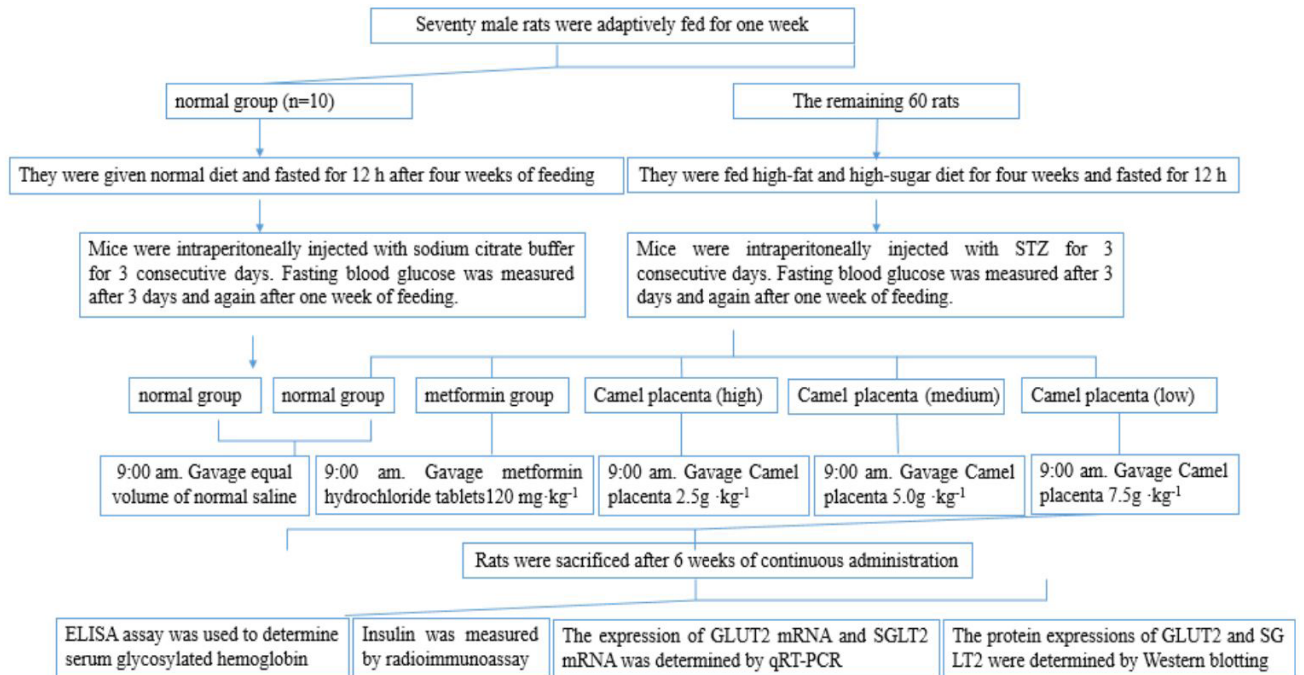 Seventy male rats were adaptively fed for one week
normal group (n=10)
The remaining 60 rats
They were given normal diet and fasted for 12 h after four weeks of feeding
They were fed high-fat and high-sugar diet for four weeks and fasted for 12 h
Mice were intraperitoneally injected with sodium citrate buffer
for 3 consecutive days. Fasting blood glucose was measured
after 3 days and again after one week of feeding.
Mice were intraperitoneally injected with STZ for 3
consecutive days. Fasting blood glucose was measured after 3
days and again after one week of feeding.
normal group
normal group
metformin group
Camel placenta (high)
Camel placenta (medium)
Camel placenta (low)
9:00 am. Gavage equal
volume of normal saline
9:00 am. Gavage metformin
hydrochloride tablets120 mg·kg⁻¹
9:00 am. Gavage Camel
placenta 2.5g ·kg⁻¹
9:00 am. Gavage Camel
placenta 5.0g ·kg⁻¹
9:00 am. Gavage Camel
placenta 7.5g ·kg⁻¹
Rats were sacrificed after 6 weeks of continuous administration
ELISA assay was used to determine
serum glycosylated hemoglobin
Insulin was measured
by radioimmunoassay
The expression of GLUT2 mRNA and SGLT2
mRNA was determined by qRT-PCR
The protein expressions of GLUT2 and SG
LT2 were determined by Western blotting